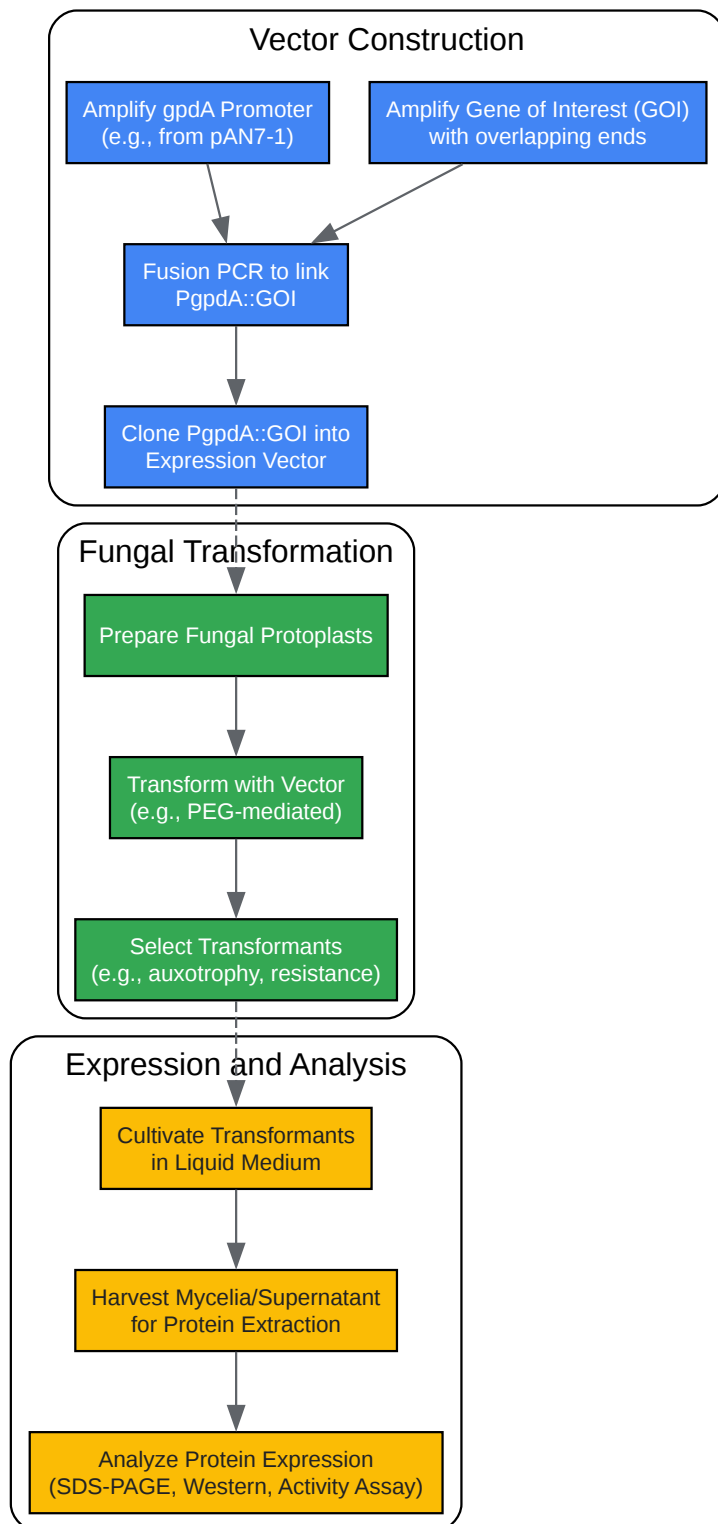 Vector Construction
Amplify gpdA Promoter
(e.g., from pAN7-1)
Amplify Gene of Interest (GOI)
with overlapping ends
Fusion PCR to link
PgpdA::GOI
Clone PgpdA::GOI into
Expression Vector
Fungal Transformation
Prepare Fungal Protoplasts
Transform with Vector
(e.g., PEG-mediated)
Select Transformants
(e.g., auxotrophy, resistance)
Expression and Analysis
Cultivate Transformants
in Liquid Medium
Harvest Mycelia/Supernatant
for Protein Extraction
Analyze Protein Expression
(SDS-PAGE, Western, Activity Assay)